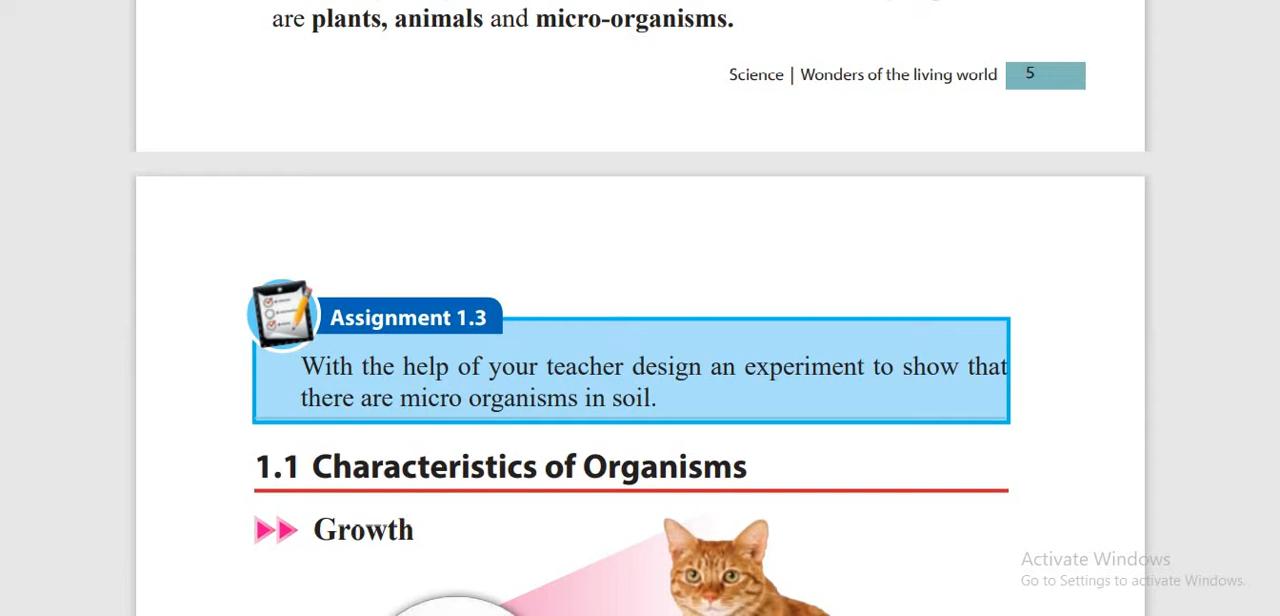 are plants, animals and micro-organisms.
Science | Wonders of the living world 5
Assignment 1.3
With the help of your teacher design an experiment to show that
there are micro organisms in soil.
1.1 Characteristics of Organisms
Growth
Activate Windows
Go to Settings to activate Windows.